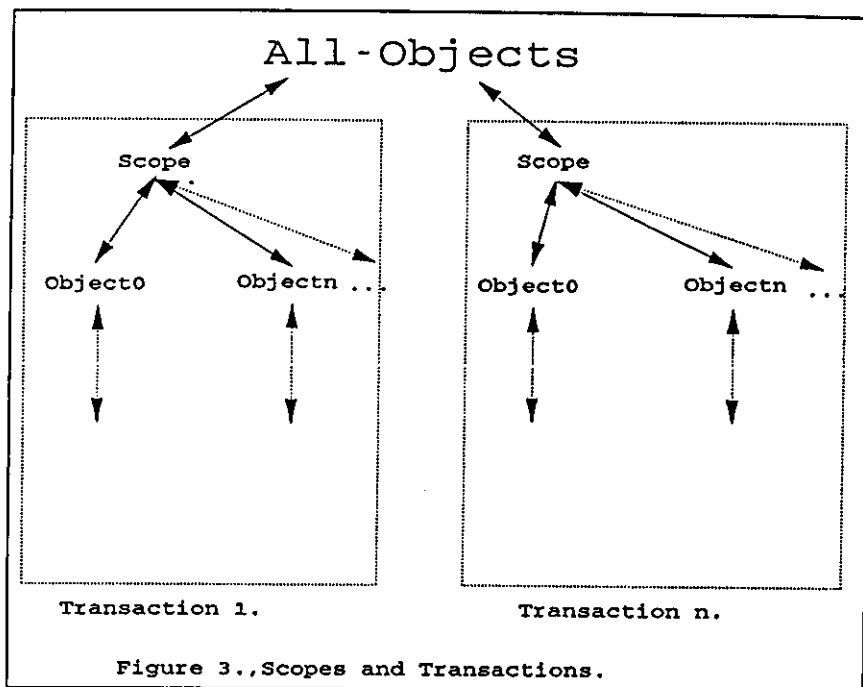 All-Objects
Scope
Scope
Object0
Objectn ...
Object0
Objectn ...
Transaction 1.
Transaction n.
Figure 3.,Scopes and Transactions.